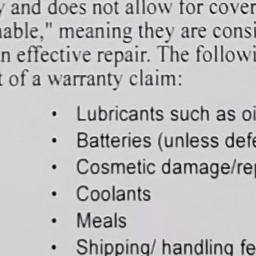 and does not allow for cover
able," meaning they are consi
n effective repair. The followi
t of a warranty claim:
• Lubricants such as oi
• Batteries (unless defe
• Cosmetic damage/rep
• Coolants
• Meals
• Shipping/ handling fe